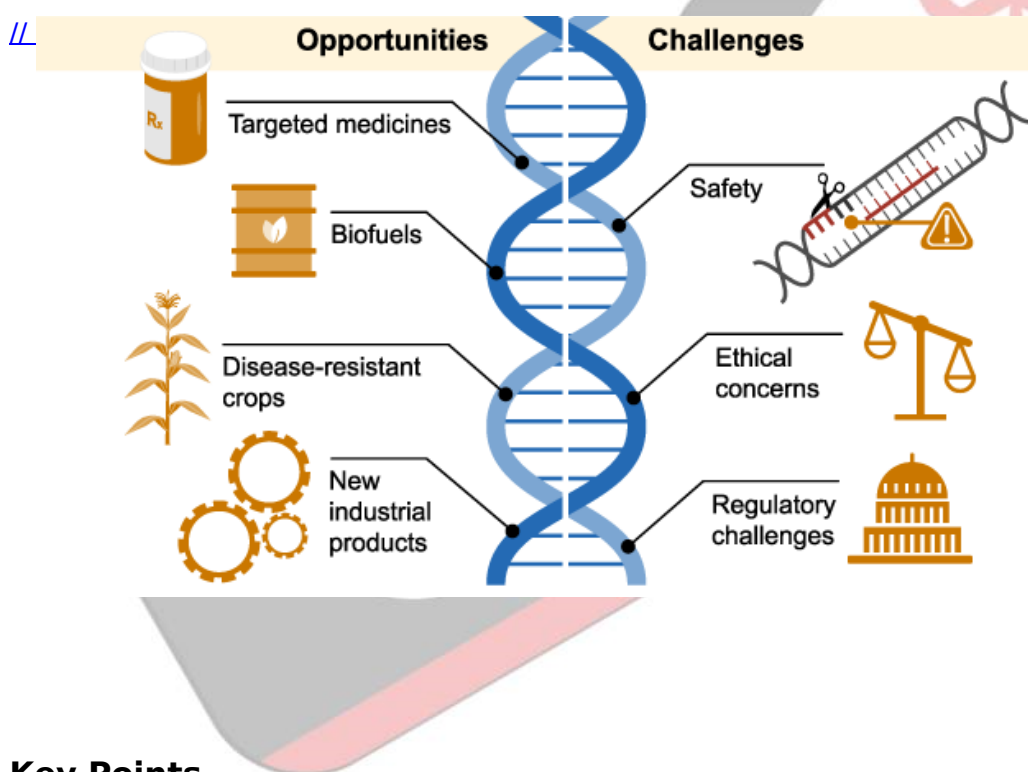 //
Opportunities
Challenges
Rx
Targeted medicines
Safety
Biofuels
Disease-resistant
crops
Ethical
concerns
New
industrial
products
Regulatory
challenges
Key Points